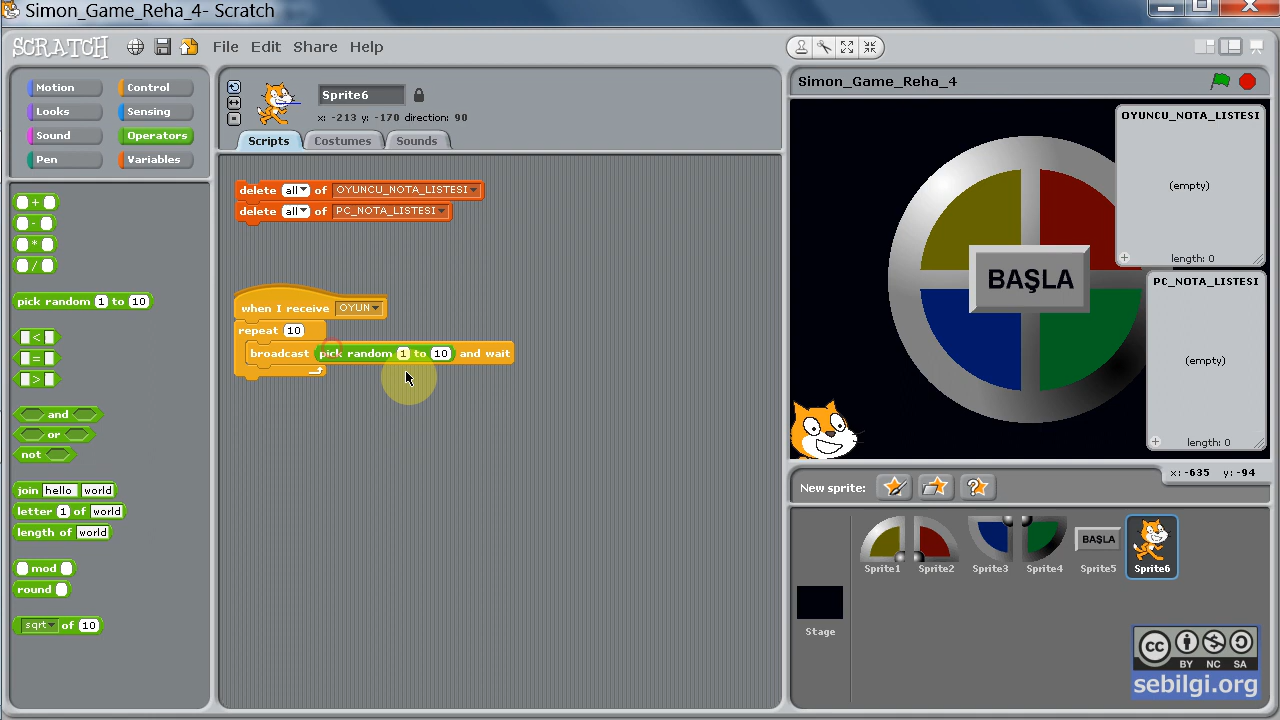 Simon_Game_Reha_4- Scratch
SCRATCH File Edit Share Help
Motion Control
Looks Sensing
Sound Operators
Pen Variables
+
-
*
/
pick random 1 to 10
<
=
>
and
or
not
join hello world
letter 1 of world
length of world
mod
round
sqrt of 10
Sprite6
x: -213 y: -170 direction: 90
Scripts Costumes Sounds
delete all of OYUNCU_NOTA_LISTESI
delete all of PC_NOTA_LISTESI
when I receive OYUN
repeat 10
broadcast pick random 1 to 10 and wait
Simon_Game_Reha_4
OYUNCU_NOTA_LISTESI
(empty)
+ length: 0
PC_NOTA_LISTESI
(empty)
+ length: 0
BAŞLA
x: -635 y: -94
New sprite:
BAŞLA
Sprite1 Sprite2 Sprite3 Sprite4 Sprite5 Sprite6
Stage
cc BY NC SA
sebilgi.org